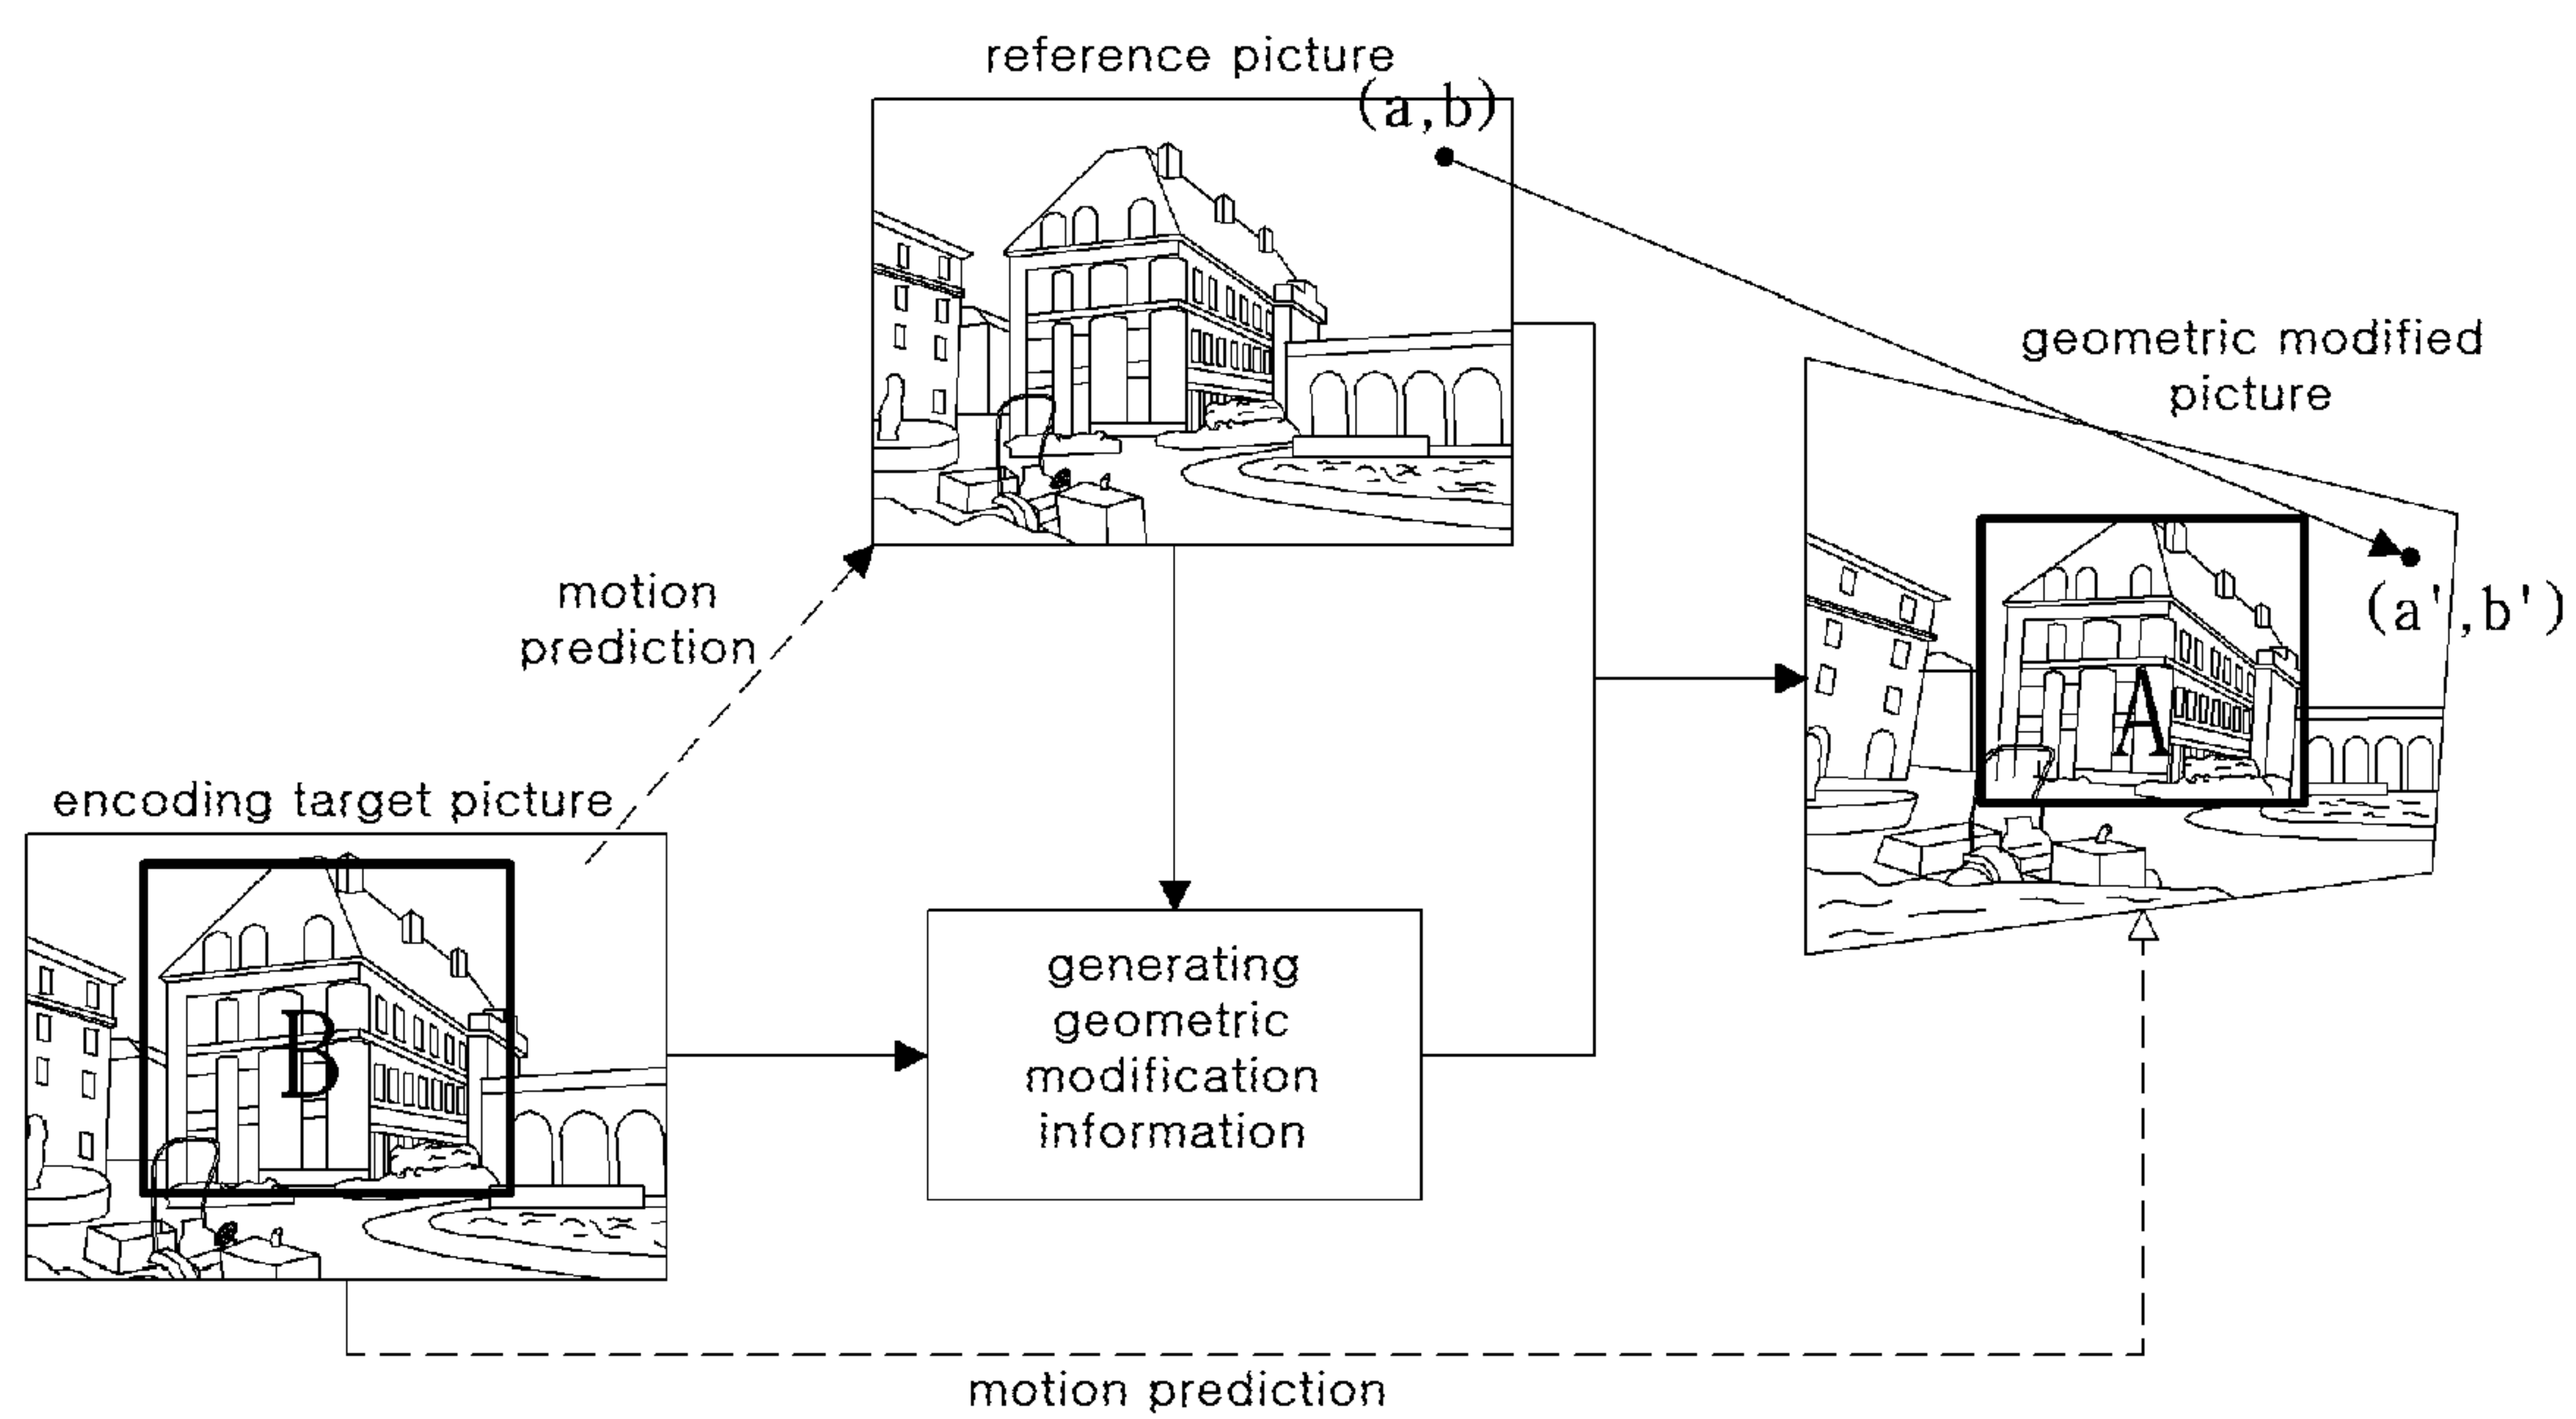 reference picture
(a,b)
geometric modified
picture
(a',b')
A
motion
prediction
encoding target picture
B
generating
geometric
modification
information
motion prediction